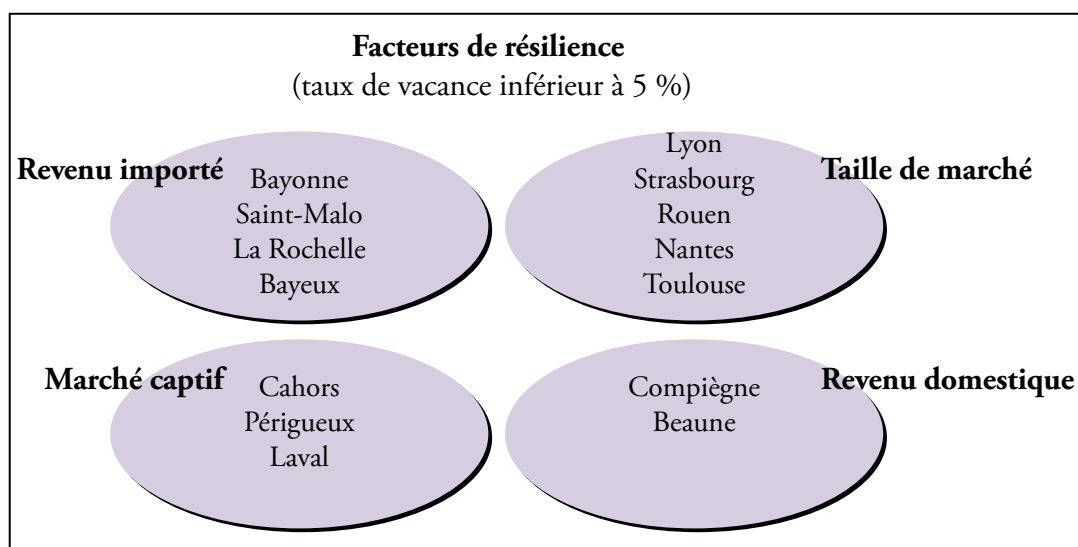 Facteurs de résilience
(taux de vacance inférieur à 5 %)
Revenu importé
Bayonne
Saint-Malo
La Rochelle
Bayeux
Lyon
Strasbourg
Rouen
Nantes
Toulouse
Taille de marché
Marché captif
Cahors
Périgueux
Laval
Compiègne
Beaune
Revenu domestique